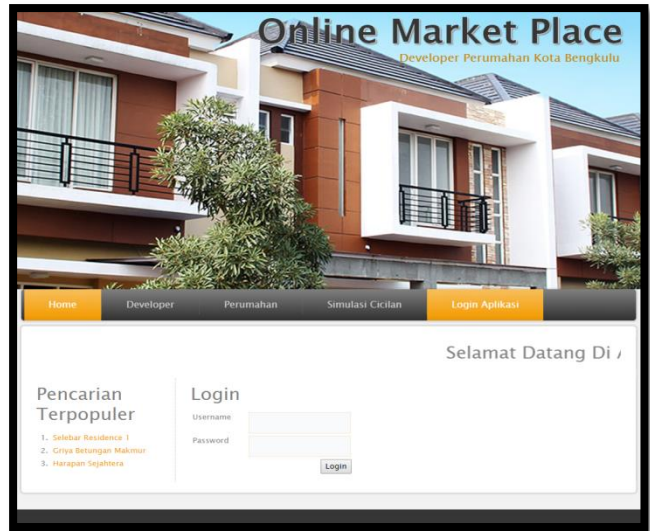 Online Market Place
Developer Perumahan Kota Bengkulu
Home Developer Perumahan Simulasi Cicilan Login Aplikasi
Selamat Datang Di
Pencarian
Terpopuler
1. Selebar Residence 1
2. Griya Betungan Makmur
3. Harapan Sejahtera
Login
Username
Password
Login